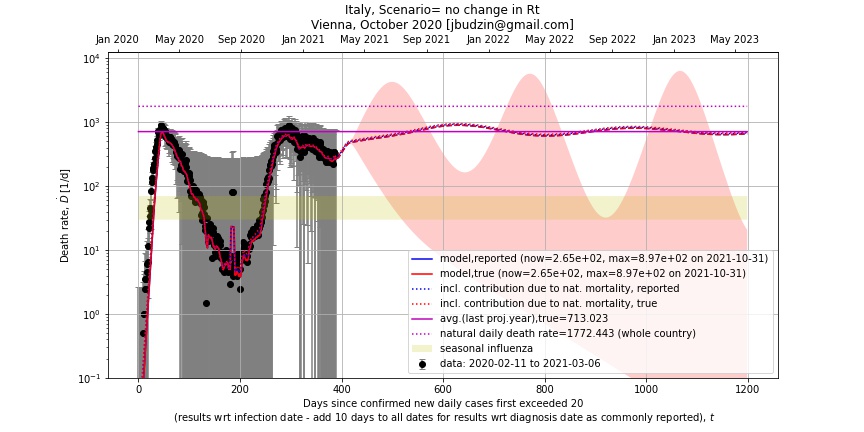 Italy, Scenario= no change in Rt
Vienna, October 2020 [jbudzin@gmail.com]
Jan 2020 May 2020 Sep 2020 Jan 2021 May 2021 Sep 2021 Jan 2022 May 2022 Sep 2022 Jan 2023 May 2023
10⁴
10³
10²
10¹
10⁰
10⁻¹
Death rate, Ḋ [1/d]
model,reported (now=2.65e+02, max=8.97e+02 on 2021-10-31)
model,true (now=2.65e+02, max=8.97e+02 on 2021-10-31)
incl. contribution due to nat. mortality, reported
incl. contribution due to nat. mortality, true
avg.(last proj.year),true=713.023
natural daily death rate=1772.443 (whole country)
seasonal influenza
data: 2020-02-11 to 2021-03-06
0 200 400 600 800 1000 1200
Days since confirmed new daily cases first exceeded 20
(results wrt infection date - add 10 days to all dates for results wrt diagnosis date as commonly reported), t